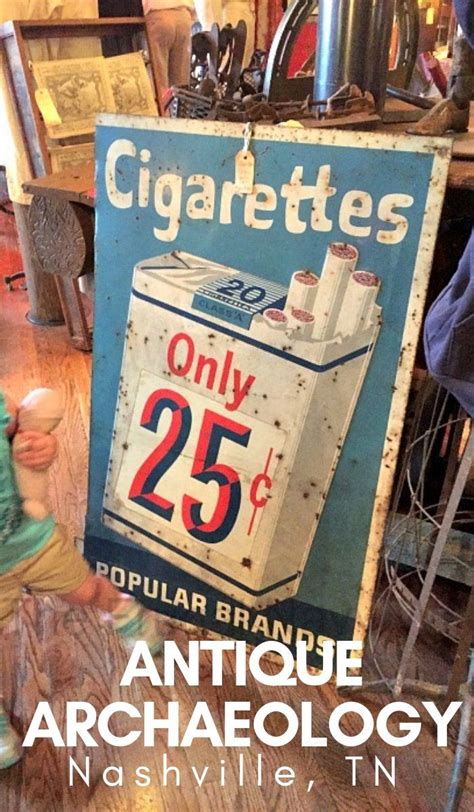 Cigarettes
20
CLASS A
Only
25¢
POPULAR BRANDS
ANTIQUE
ARCHAEOLOGY
Nashville, TN